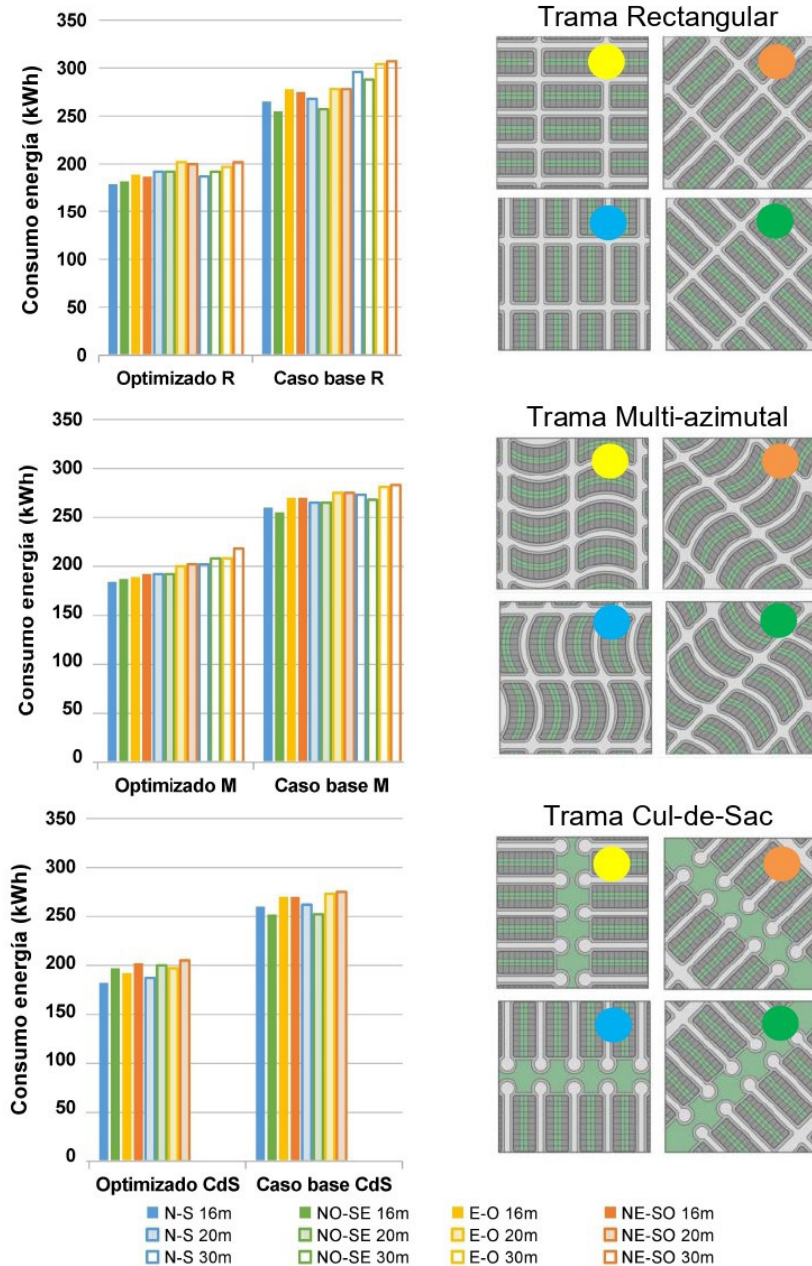 Trama Rectangular
Consumo energía (kWh)
350
300
250
200
150
100
50
0
Optimizado R Caso base R
Trama Multi-azimutal
Consumo energía (kWh)
350
300
250
200
150
100
50
0
Optimizado M Caso base M
Trama Cul-de-Sac
Consumo energía (kWh)
350
300
250
200
150
100
50
0
Optimizado CdS Caso base CdS
N-S 16m NO-SE 16m E-O 16m NE-SO 16m
N-S 20m NO-SE 20m E-O 20m NE-SO 20m
N-S 30m NO-SE 30m E-O 30m NE-SO 30m